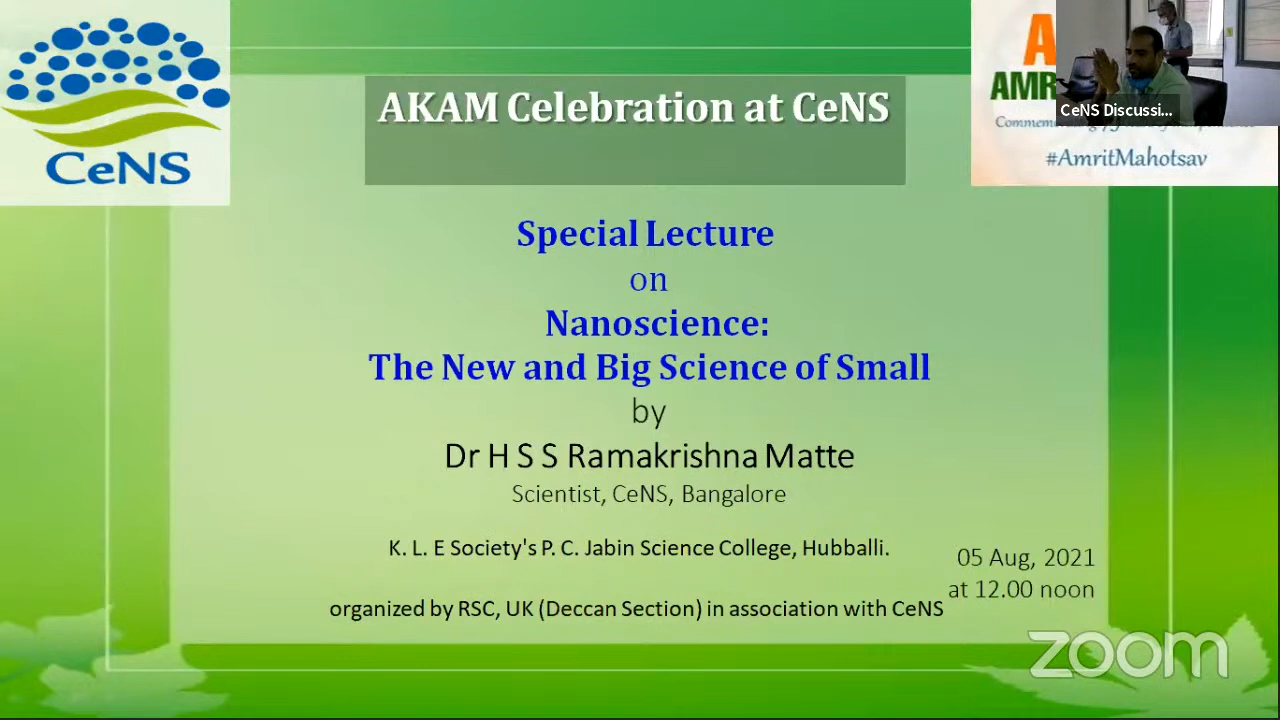 CeNS
AKAM Celebration at CeNS
#AmritMahotsav
CeNS Discussi...
Special Lecture
on
Nanoscience:
The New and Big Science of Small
by
Dr H S S Ramakrishna Matte
Scientist, CeNS, Bangalore
K. L. E Society's P. C. Jabin Science College, Hubballi.
05 Aug, 2021
at 12.00 noon
organized by RSC, UK (Deccan Section) in association with CeNS
zoom